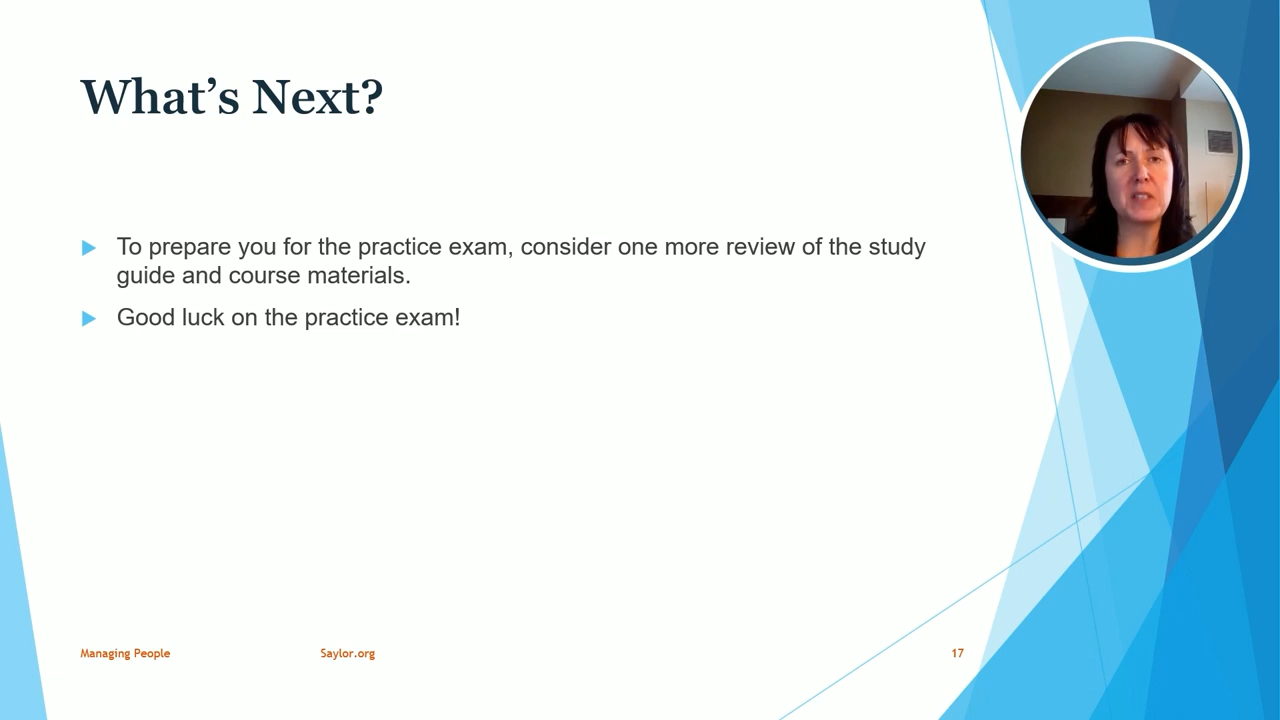 What’s Next?
To prepare you for the practice exam, consider one more review of the study
guide and course materials.
Good luck on the practice exam!
Managing People
Saylor.org
17